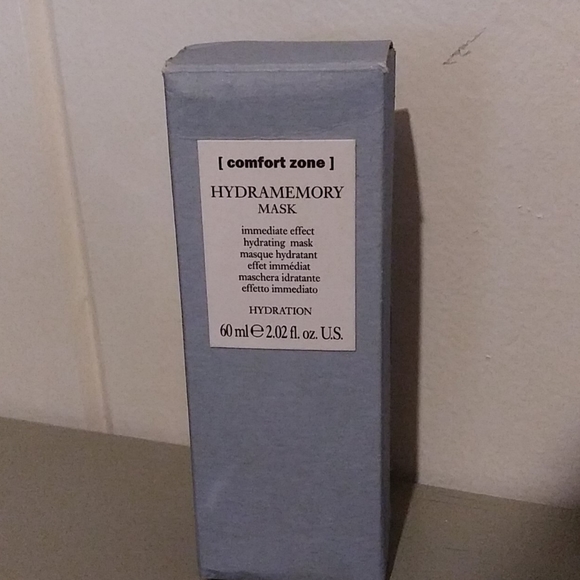 [ comfort zone ]
HYDRAMEMORY
MASK
immediate effect
hydrating mask
masque hydratant
effet immédiat
maschera idratante
effetto immediato
HYDRATION
60 ml ℮ 2.02 fl. oz. U.S.